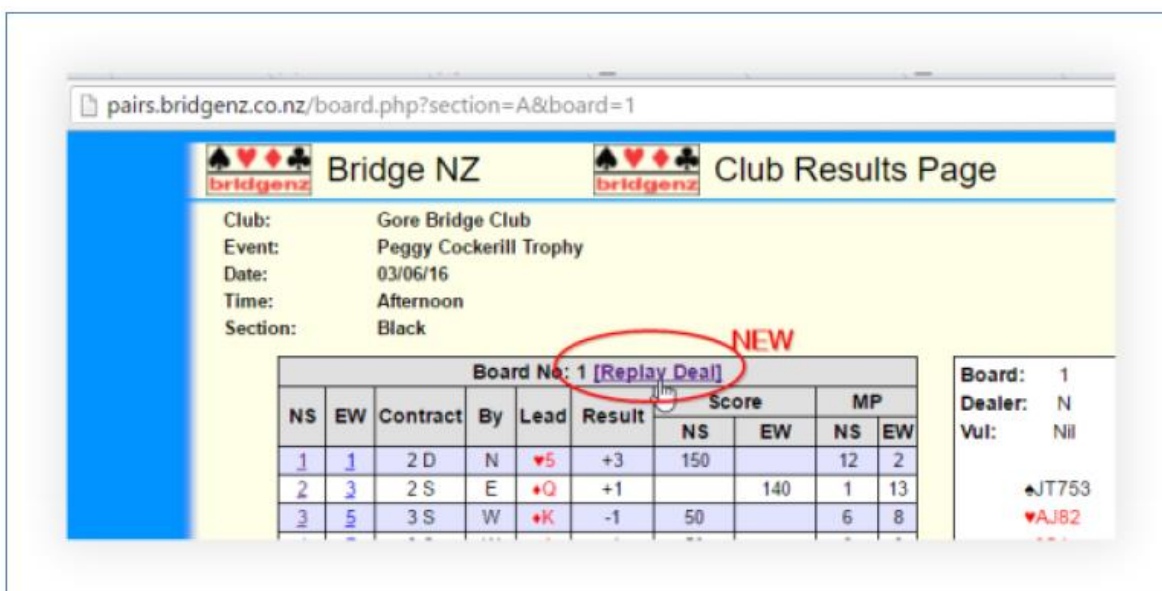 pairs.bridgenz.co.nz/board.php?section=A&board=1
bridgenz Bridge NZ bridgenz Club Results Page
Club: Gore Bridge Club
Event: Peggy Cockerill Trophy
Date: 03/06/16
Time: Afternoon
Section: Black
NEW
Board No: 1 [Replay Deal]
NS EW Contract By Lead Result Score MP
NS EW NS EW
1 1 2 D N ♥5 +3 150 12 2
2 3 2 S E ♦Q +1 140 1 13
3 5 3 S W ♦K -1 50 6 8
Board: 1
Dealer: N
Vul: Nil
♠JT753
♥AJ82